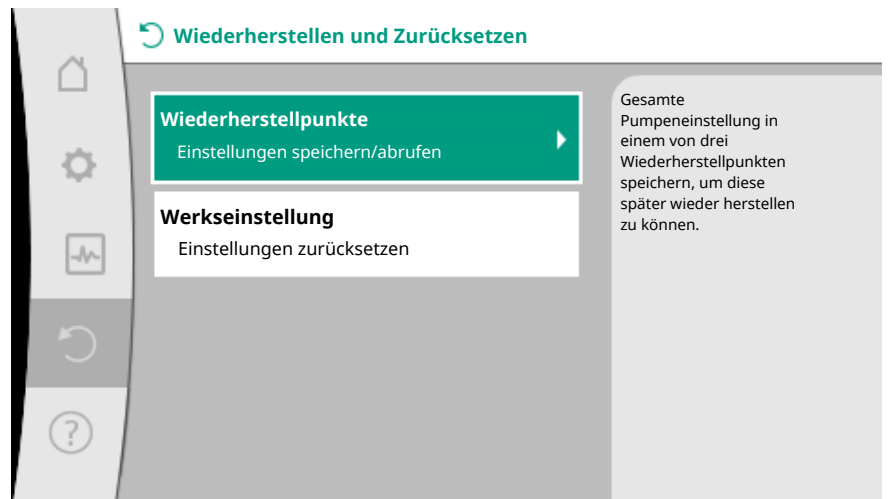 Wiederherstellen und Zurücksetzen
Wiederherstellpunkte
Einstellungen speichern/abrufen
Werkseinstellung
Einstellungen zurücksetzen
Gesamte
Pumpeneinstellung in
einem von drei
Wiederherstellpunkten
speichern, um diese
später wieder herstellen
zu können.
?